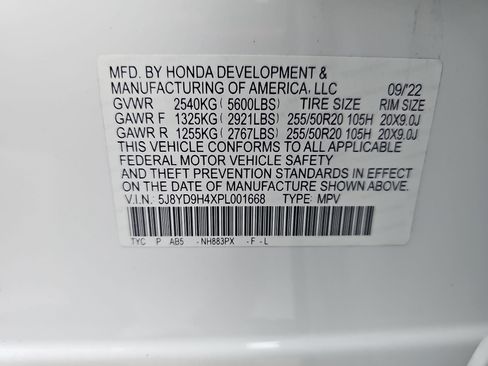 MFD. BY HONDA DEVELOPMENT &
MANUFACTURING OF AMERICA, LLC 09/'22
GVWR 2540KG (5600LBS) TIRE SIZE RIM SIZE
GAWR F 1325KG (2921LBS) 255/50R20 105H 20X9.0J
GAWR R 1255KG (2767LBS) 255/50R20 105H 20X9.0J
THIS VEHICLE CONFORMS TO ALL APPLICABLE
FEDERAL MOTOR VEHICLE SAFETY
AND THEFT PREVENTION STANDARDS IN EFFECT
ON THE DATE OF MANUFACTURE SHOWN ABOVE.
V.I.N. 5J8YD9H4XPL001668 TYPE: MPV
TYC P AB5 -NH883PX -F -L